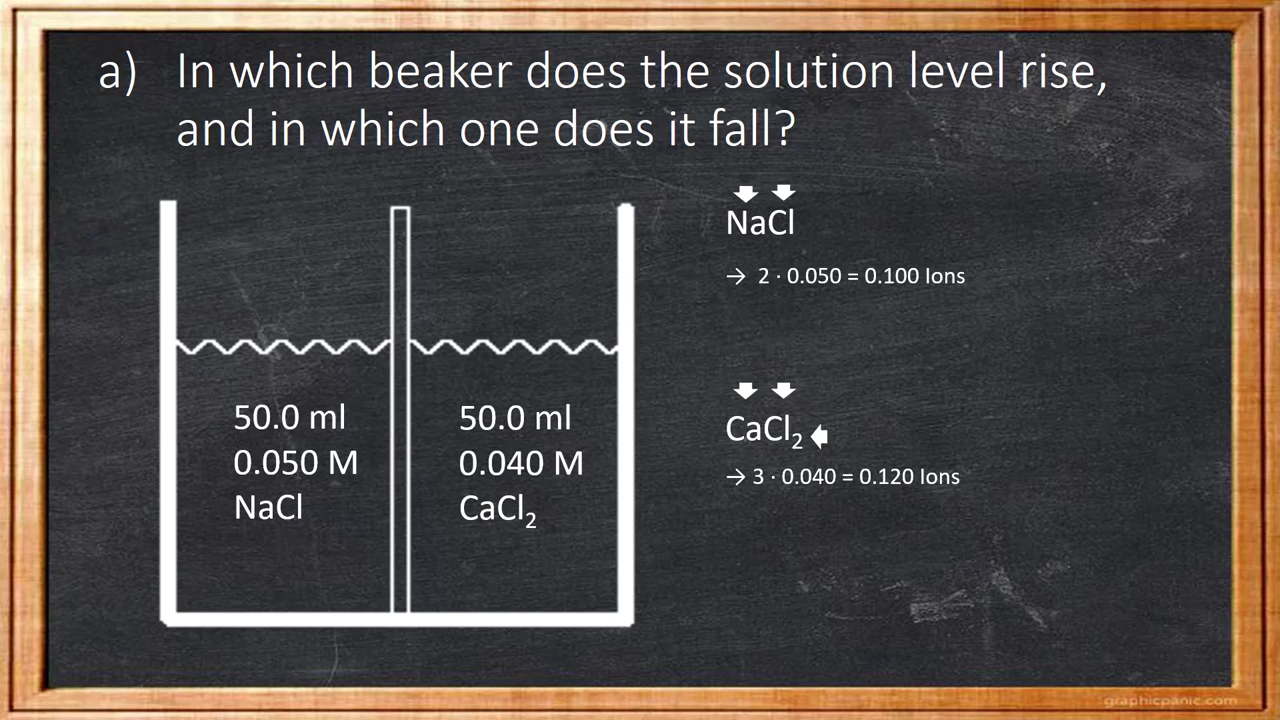 a) In which beaker does the solution level rise,
and in which one does it fall?
NaCl
→ 2 · 0.050 = 0.100 Ions
50.0 ml
0.050 M
NaCl
50.0 ml
0.040 M
CaCl₂
CaCl₂
→ 3 · 0.040 = 0.120 Ions
graphicpanic.com